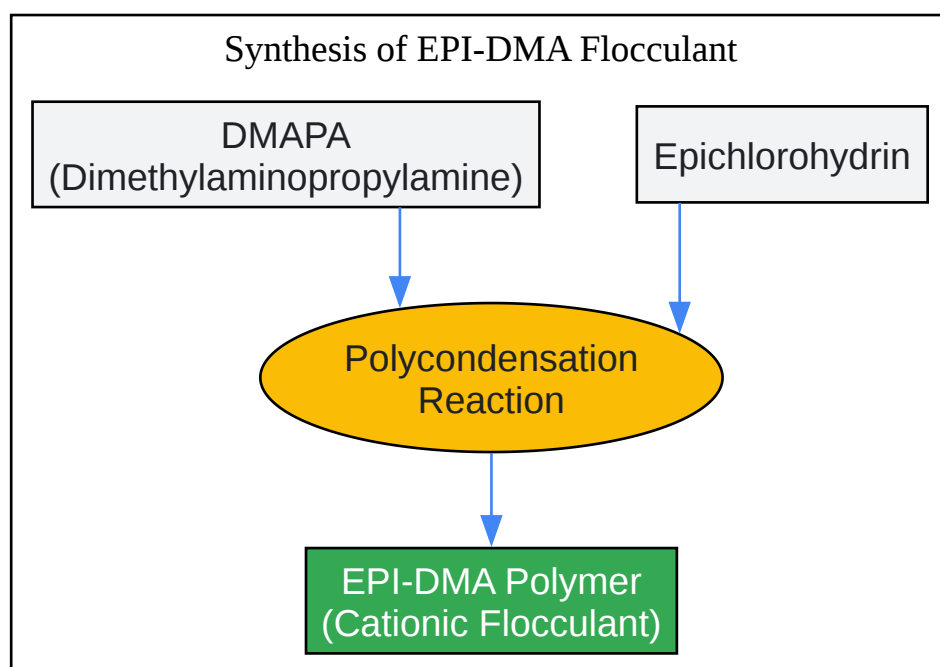 Synthesis of EPI-DMA Flocculant
DMAPA
(Dimethylaminopropylamine)
Epichlorohydrin
Polycondensation
Reaction
EPI-DMA Polymer
(Cationic Flocculant)